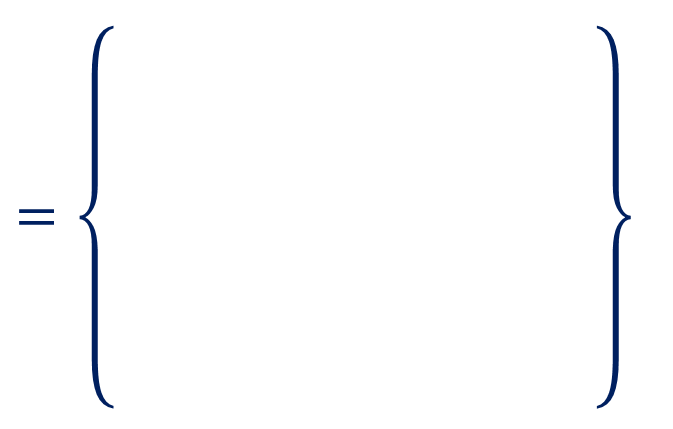 = { }